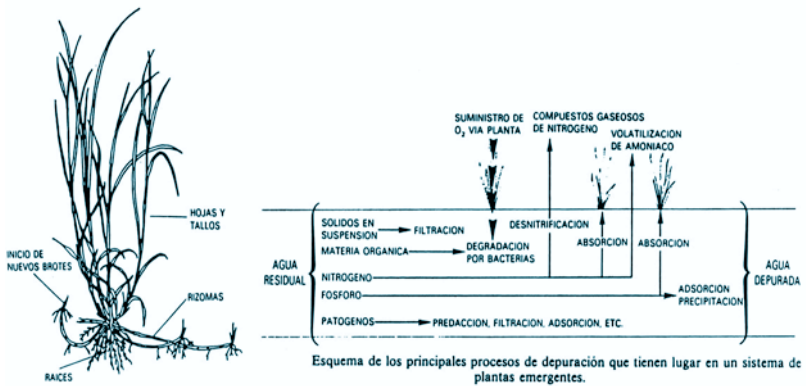 HOJAS Y
TALLOS
INICIO DE
NUEVOS BROTES
RIZOMAS
RAICES
SUMINISTRO DE
O₂ VIA PLANTA
COMPUESTOS GASEOSOS
DE NITROGENO
VOLATILIZACION
DE AMONIACO
AGUA
RESIDUAL
SOLIDOS EN
SUSPENSION
FILTRACION
MATERIA ORGANICA
DEGRADACION
POR BACTERIAS
DESNITRIFICACION
ABSORCION
ABSORCION
NITROGENO
FOSFORO
ADSORCION
PRECIPITACION
PATOGENOS
PREDACCION, FILTRACION, ADSORCION, ETC.
AGUA
DEPURADA
Esquema de los principales procesos de depuración que tienen lugar en un sistema de
plantas emergentes.